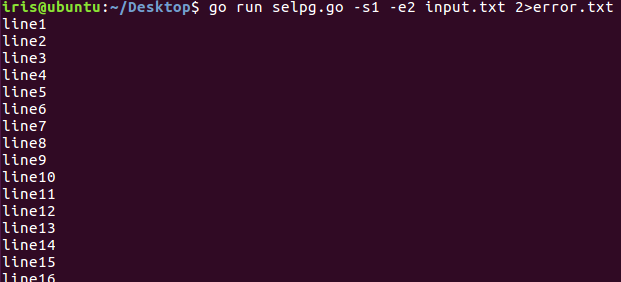 iris@ubuntu:~/Desktop$ go run selpg.go -s1 -e2 input.txt 2>error.txt
line1
line2
line3
line4
line5
line6
line7
line8
line9
line10
line11
line12
line13
line14
line15
line16